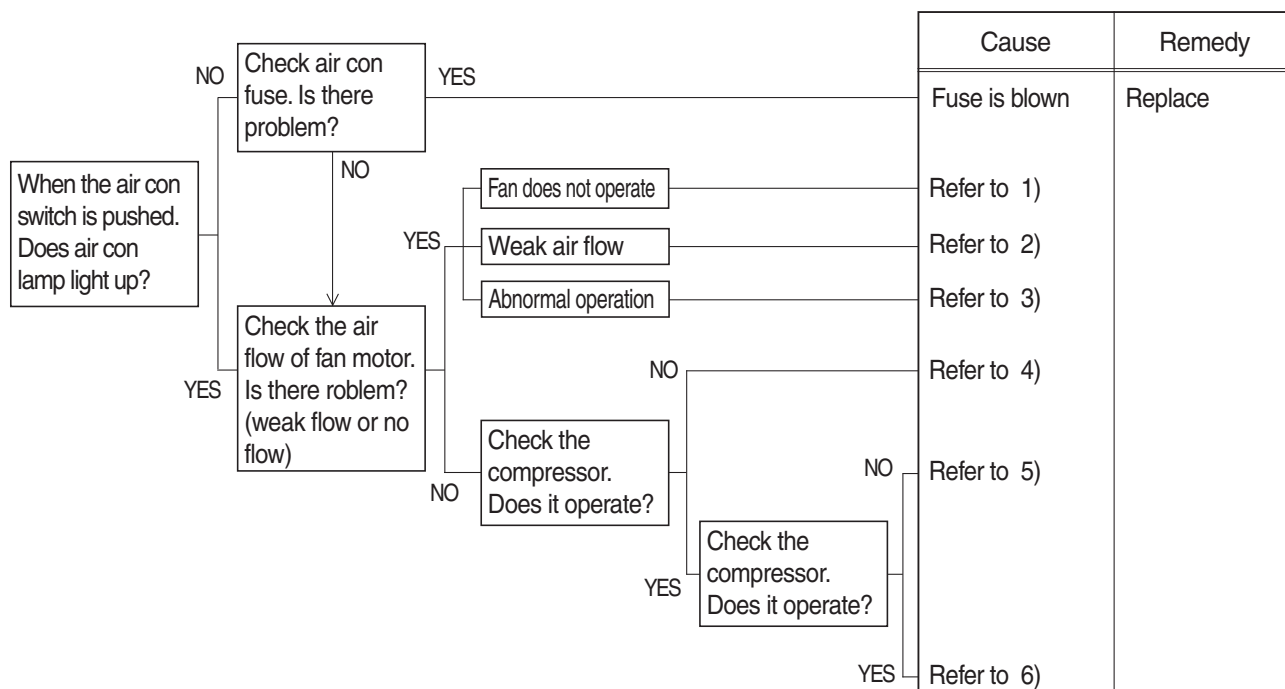 Cause
Remedy
NO
Check air con
fuse. Is there
problem?
YES
Fuse is blown
Replace
NO
When the air con
switch is pushed.
Does air con
lamp light up?
YES
Check the air
flow of fan motor.
Is there roblem?
(weak flow or no
flow)
YES
Fan does not operate
Refer to 1)
Weak air flow
Refer to 2)
Abnormal operation
Refer to 3)
NO
Check the
compressor.
Does it operate?
NO
Refer to 4)
YES
Check the
compressor.
Does it operate?
NO
Refer to 5)
YES
Refer to 6)